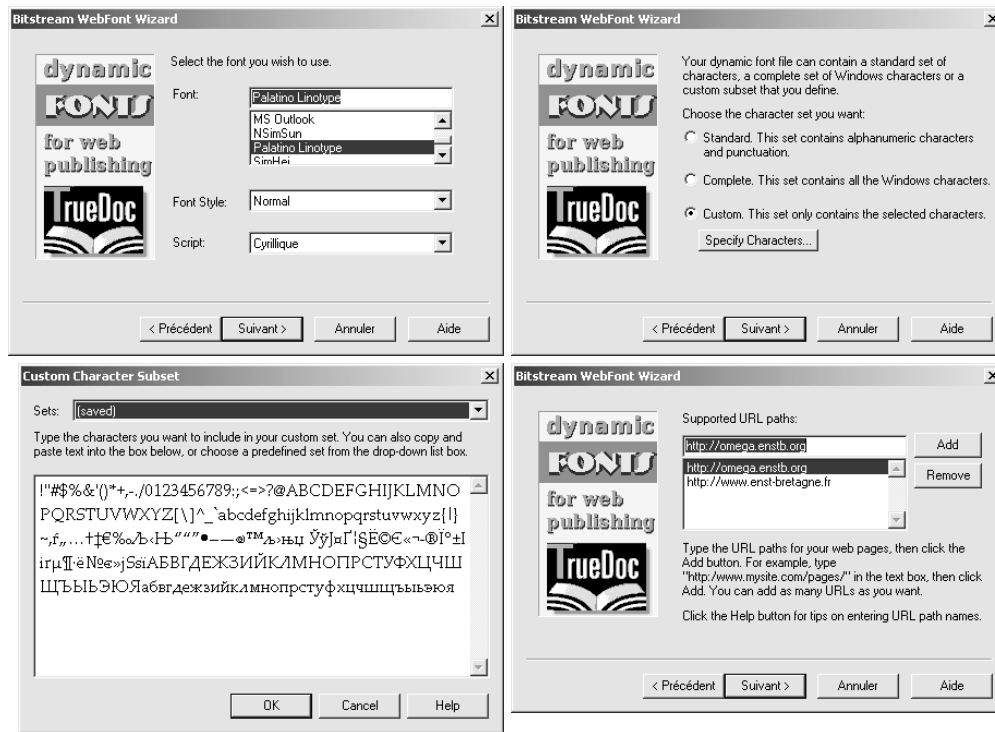 Bitstream WebFont Wizard
dynamic
FONTS
for web
publishing
TrueDoc
Select the font you wish to use.
Font:
Palatino Linotype
MS Outlook
NSimSun
Palatino Linotype
SimHei
Font Style:
Normal
Script:
Cyrillique
< Précédent
Suivant >
Annuler
Aide
Bitstream WebFont Wizard
dynamic
FONTS
for web
publishing
TrueDoc
Your dynamic font file can contain a standard set of
characters, a complete set of Windows characters or a
custom subset that you define.
Choose the character set you want:
Standard. This set contains alphanumeric characters
and punctuation.
Complete. This set contains all the Windows characters.
Custom. This set only contains the selected characters.
Specify Characters...
< Précédent
Suivant >
Annuler
Aide
Custom Character Subset
Sets:
(saved)
Type the characters you want to include in your custom set. You can also copy and
paste text into the box below, or choose a predefined set from the drop-down list box.
!"#$%&'()*+,-./0123456789:;<=>?@ABCDEFGHIJKLMNO
PQRSTUVWXYZ[\]^_`abcdefghijklmnopqrstuvwxyz{|}
ЩЪЫЬЭЮЯабвгдежзийклмнопрстуфхцчшщъыьэюя
OK
Cancel
Help
Bitstream WebFont Wizard
dynamic
FONTS
for web
publishing
TrueDoc
Supported URL paths:
http://omega.enstb.org
Add
http://omega.enstb.org
http://www.enst-bretagne.fr
Remove
Type the URL paths for your web pages, then click the
Add button. For example, type
"http://www.mysite.com/pages/" in the text box, then click
Add. You can add as many URLs as you want.
Click the Help button for tips on entering URL path names.
< Précédent
Suivant >
Annuler
Aide